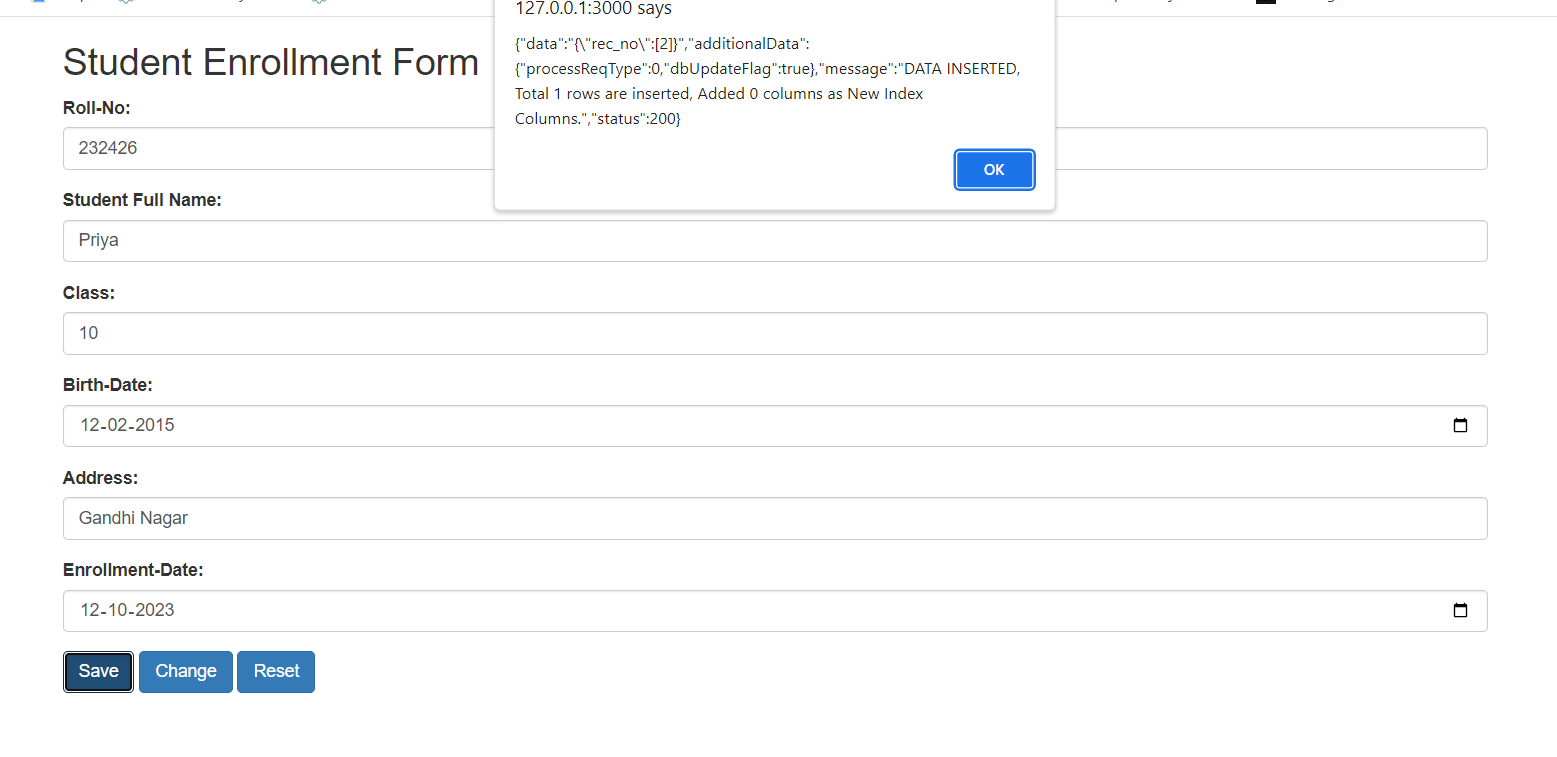 127.0.0.1:3000 says
{"data":"{\"rec_no\":[2]}","additionalData":
{"processReqType":0,"dbUpdateFlag":true},"message":"DATA INSERTED,
Total 1 rows are inserted, Added 0 columns as New Index
Columns.","status":200}
OK
Student Enrollment Form
Roll-No:
232426
Student Full Name:
Priya
Class:
10
Birth-Date:
12-02-2015
Address:
Gandhi Nagar
Enrollment-Date:
12-10-2023
Save Change Reset